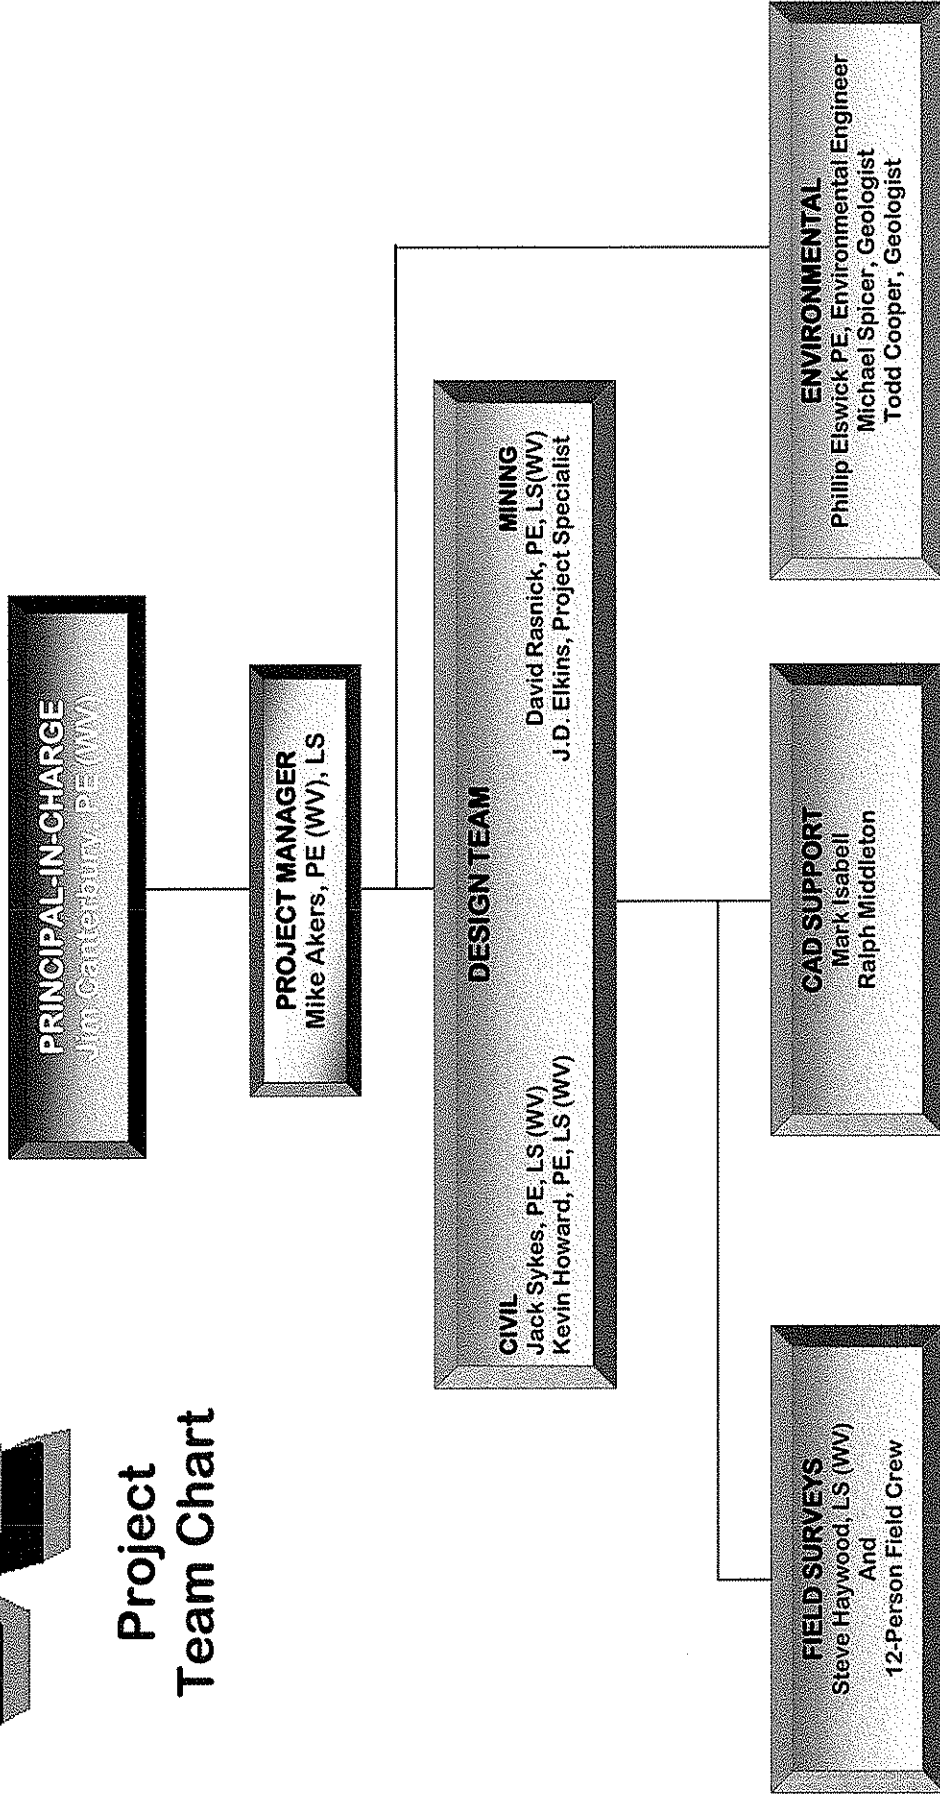 Project
Team Chart
PRINCIPAL-IN-CHARGE
Jim Canterbury, PE (WV)
PROJECT MANAGER
Mike Akers, PE (WV), LS
DESIGN TEAM
CIVIL
Jack Sykes, PE, LS (WV)
Kevin Howard, PE, LS (WV)
MINING
David Rasnick, PE, LS(WV)
J.D. Elkins, Project Specialist
FIELD SURVEYS
Steve Haywood, LS (WV)
And
12-Person Field Crew
CAD SUPPORT
Mark Isabell
Ralph Middleton
ENVIRONMENTAL
Phillip Elswick PE, Environmental Engineer
Michael Spicer, Geologist
Todd Cooper, Geologist